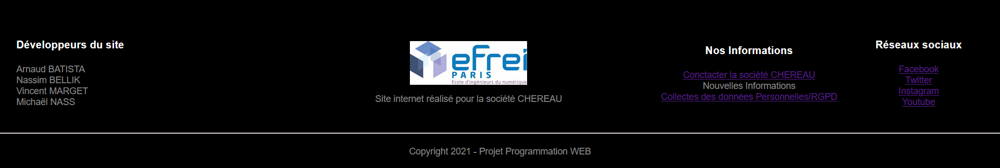 Développeurs du site
Arnaud BATISTA
Nassim BELLIK
Vincent MARGET
Michaël NASS
efrei
PARIS
Ecole d'ingénieurs du numérique
Site internet réalisé pour la société CHEREAU
Nos Informations
Conctacter la société CHEREAU
Nouvelles Informations
Collectes des données Personnelles/RGPD
Réseaux sociaux
Facebook
Twitter
Instagram
Youtube
Copyright 2021 - Projet Programmation WEB